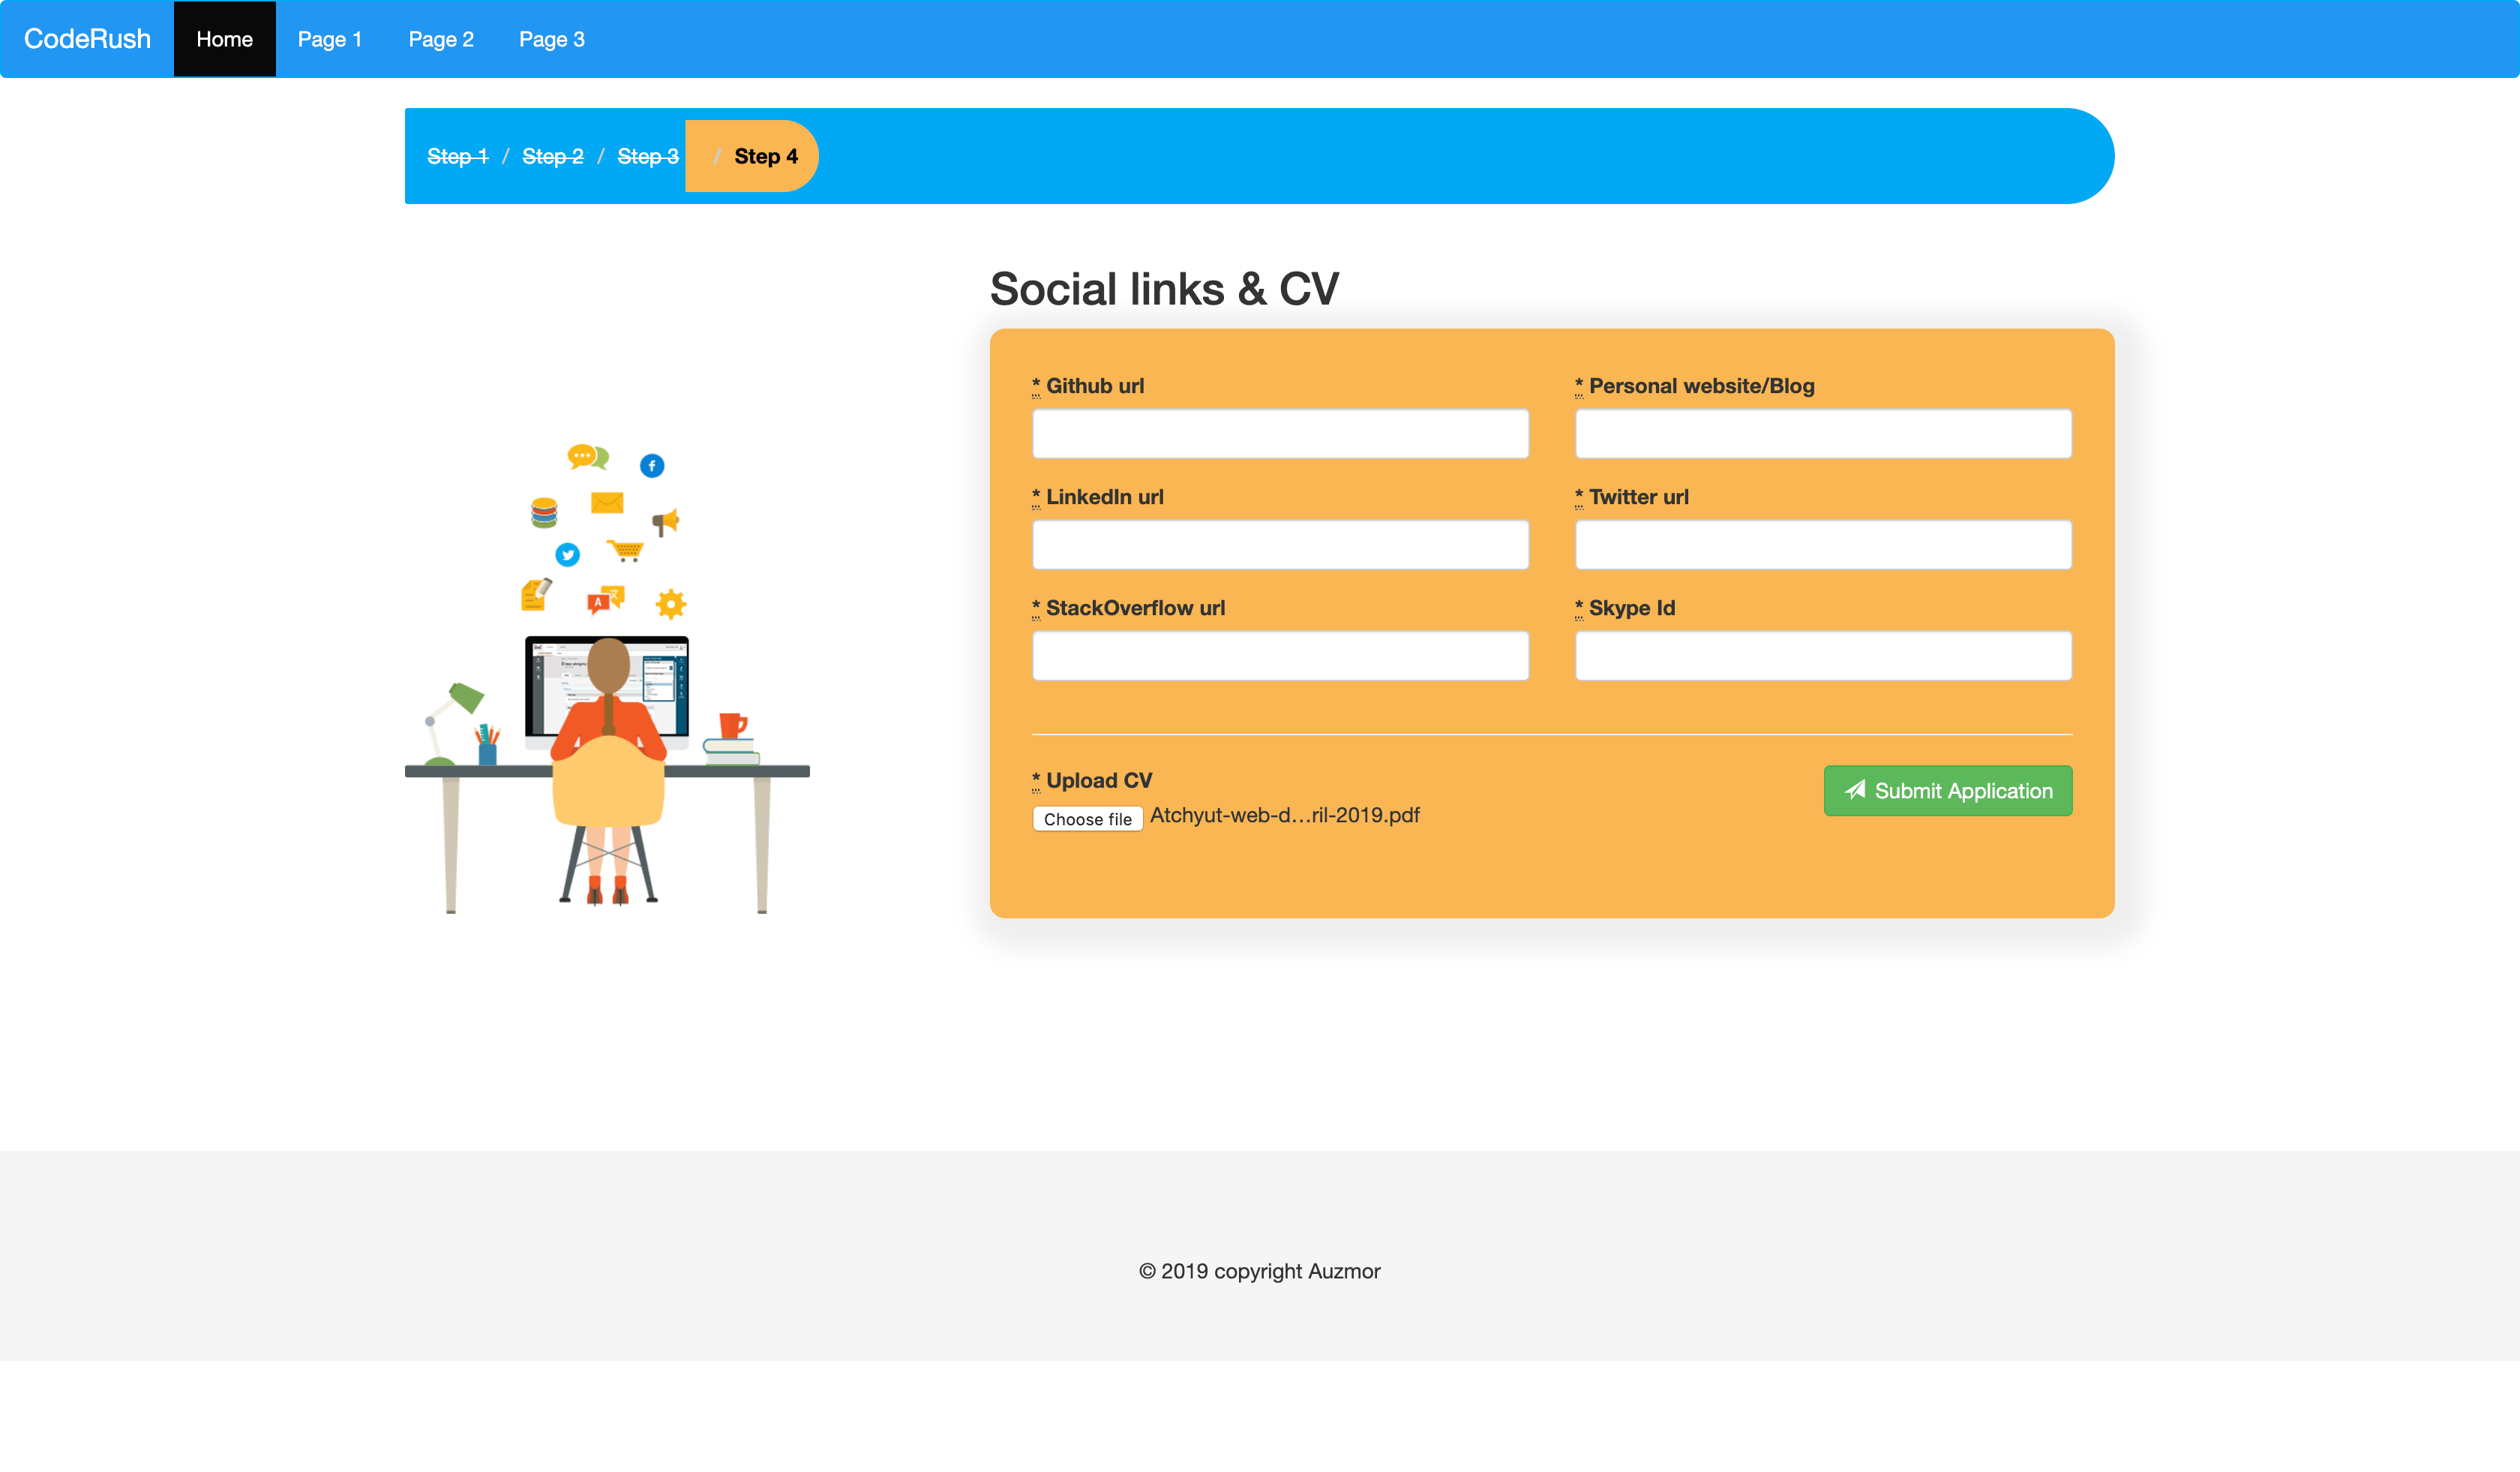 CodeRush Home Page 1 Page 2 Page 3
Step 1 / Step 2 / Step 3 / Step 4
Social links & CV
* Github url
* Personal website/Blog
* LinkedIn url
* Twitter url
* StackOverflow url
* Skype Id
* Upload CV
Choose file Atchyut-web-d...ril-2019.pdf
Submit Application
A
© 2019 copyright Auzmor